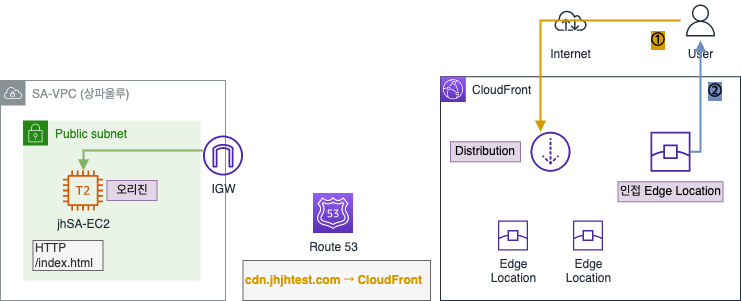 ①
Internet
User
SA-VPC (상파울루)
CloudFront
②
Public subnet
Distribution
T2
오리진
IGW
인접 Edge Location
jhSA-EC2
53
HTTP
/index.html
Route 53
Edge
Location
Edge
Location
cdn.jhjhtest.com → CloudFront